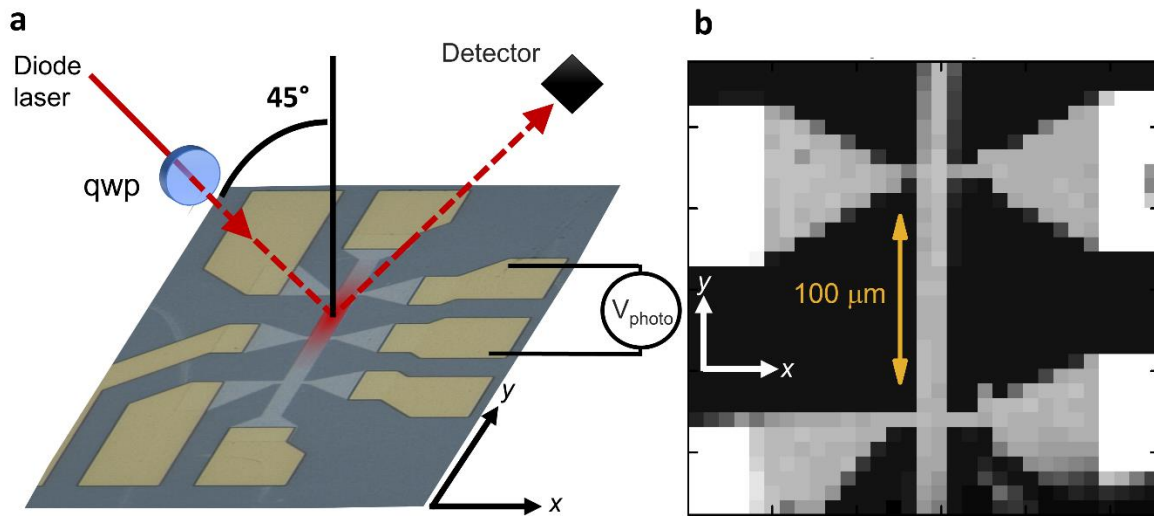 a
Diode
laser
qwp
45°
Detector
V_photo
y
x
b
100 μm
y
x